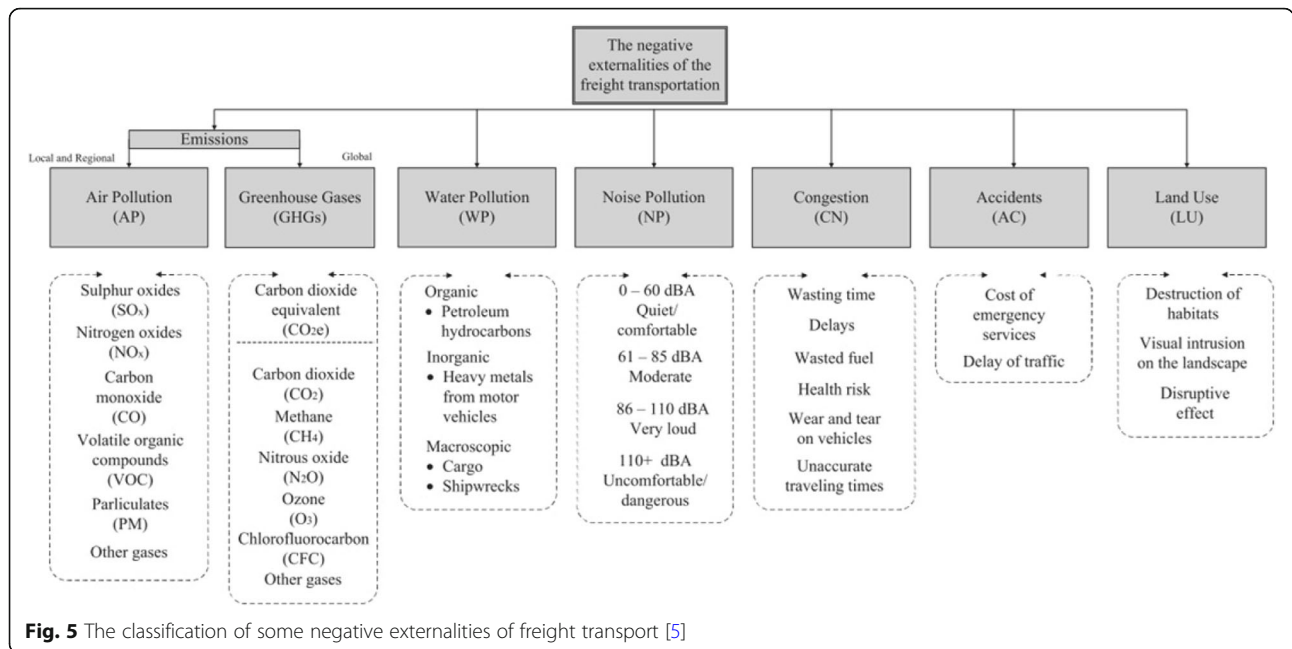 The negative
externalities of the
freight transportation
Emissions
Local and Regional
Global
Air Pollution
(AP)
Greenhouse Gases
(GHGs)
Water Pollution
(WP)
Noise Pollution
(NP)
Congestion
(CN)
Accidents
(AC)
Land Use
(LU)
Sulphur oxides
(SOₓ)
Nitrogen oxides
(NOₓ)
Carbon
monoxide
(CO)
Volatile organic
compounds
(VOC)
Parliculates
(PM)
Other gases
Carbon dioxide
equivalent
(CO₂e)
Carbon dioxide
(CO₂)
Methane
(CH₄)
Nitrous oxide
(N₂O)
Ozone
(O₃)
Chlorofluorocarbon
(CFC)
Other gases
Organic
• Petroleum
hydrocarbons
Inorganic
• Heavy metals
from motor
vehicles
Macroscopic
• Cargo
• Shipwrecks
0 – 60 dBA
Quiet/
comfortable
61 – 85 dBA
Moderate
86 – 110 dBA
Very loud
110+ dBA
Uncomfortable/
dangerous
Wasting time
Delays
Wasted fuel
Health risk
Wear and tear
on vehicles
Unaccurate
traveling times
Cost of
emergency
services
Delay of traffic
Destruction of
habitats
Visual intrusion
on the landscape
Disruptive
effect
Fig. 5 The classification of some negative externalities of freight transport [5]